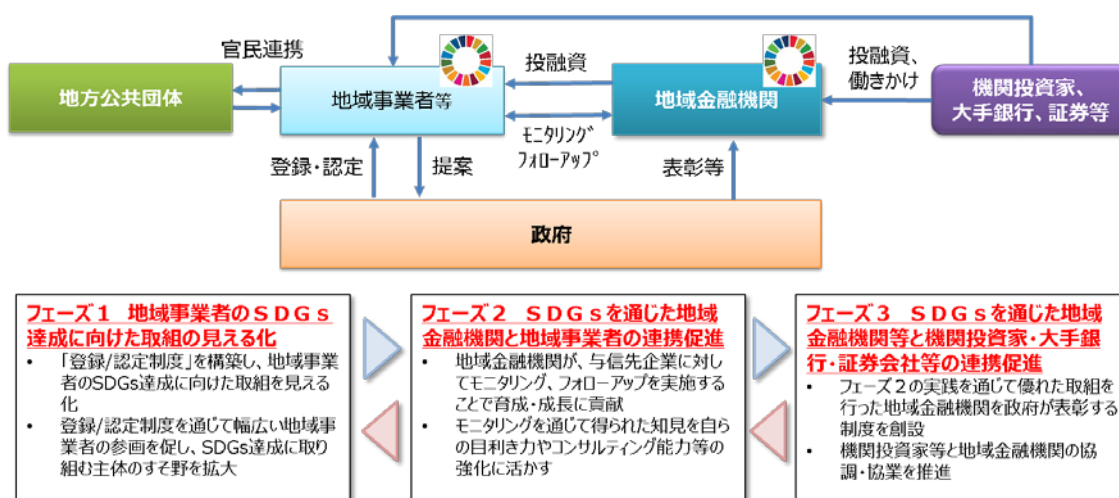 官民連携
地方公共団体
地域事業者等
投融資
地域金融機関
投融資、
働きかけ
機関投資家、
大手銀行、証券等
モニタリング
フォローアップ
登録・認定
提案
表彰等
政府
フェーズ1 地域事業者のSDGs
達成に向けた取組の見える化
• 「登録/認定制度」を構築し、地域事業
者のSDGs達成に向けた取組を見える
化
• 登録/認定制度を通じて幅広い地域事
業者の参画を促し、SDGs達成に取り
組む主体のすそ野を拡大
フェーズ2 SDGsを通じた地域
金融機関と地域事業者の連携促進
• 地域金融機関が、与信先企業に対し
てモニタリング、フォローアップを実施するこ
とで育成・成長に貢献
• モニタリングを通じて得られた知見を自ら
の目利き力やコンサルティング能力等の
強化に活かす
フェーズ3 SDGsを通じた地域
金融機関等と機関投資家・大手銀
行・証券会社等の連携促進
• フェーズ2の実践を通じて優れた取組を
行った地域金融機関を政府が表彰する
制度を創設
• 機関投資家等と地域金融機関の協
調・協業を推進